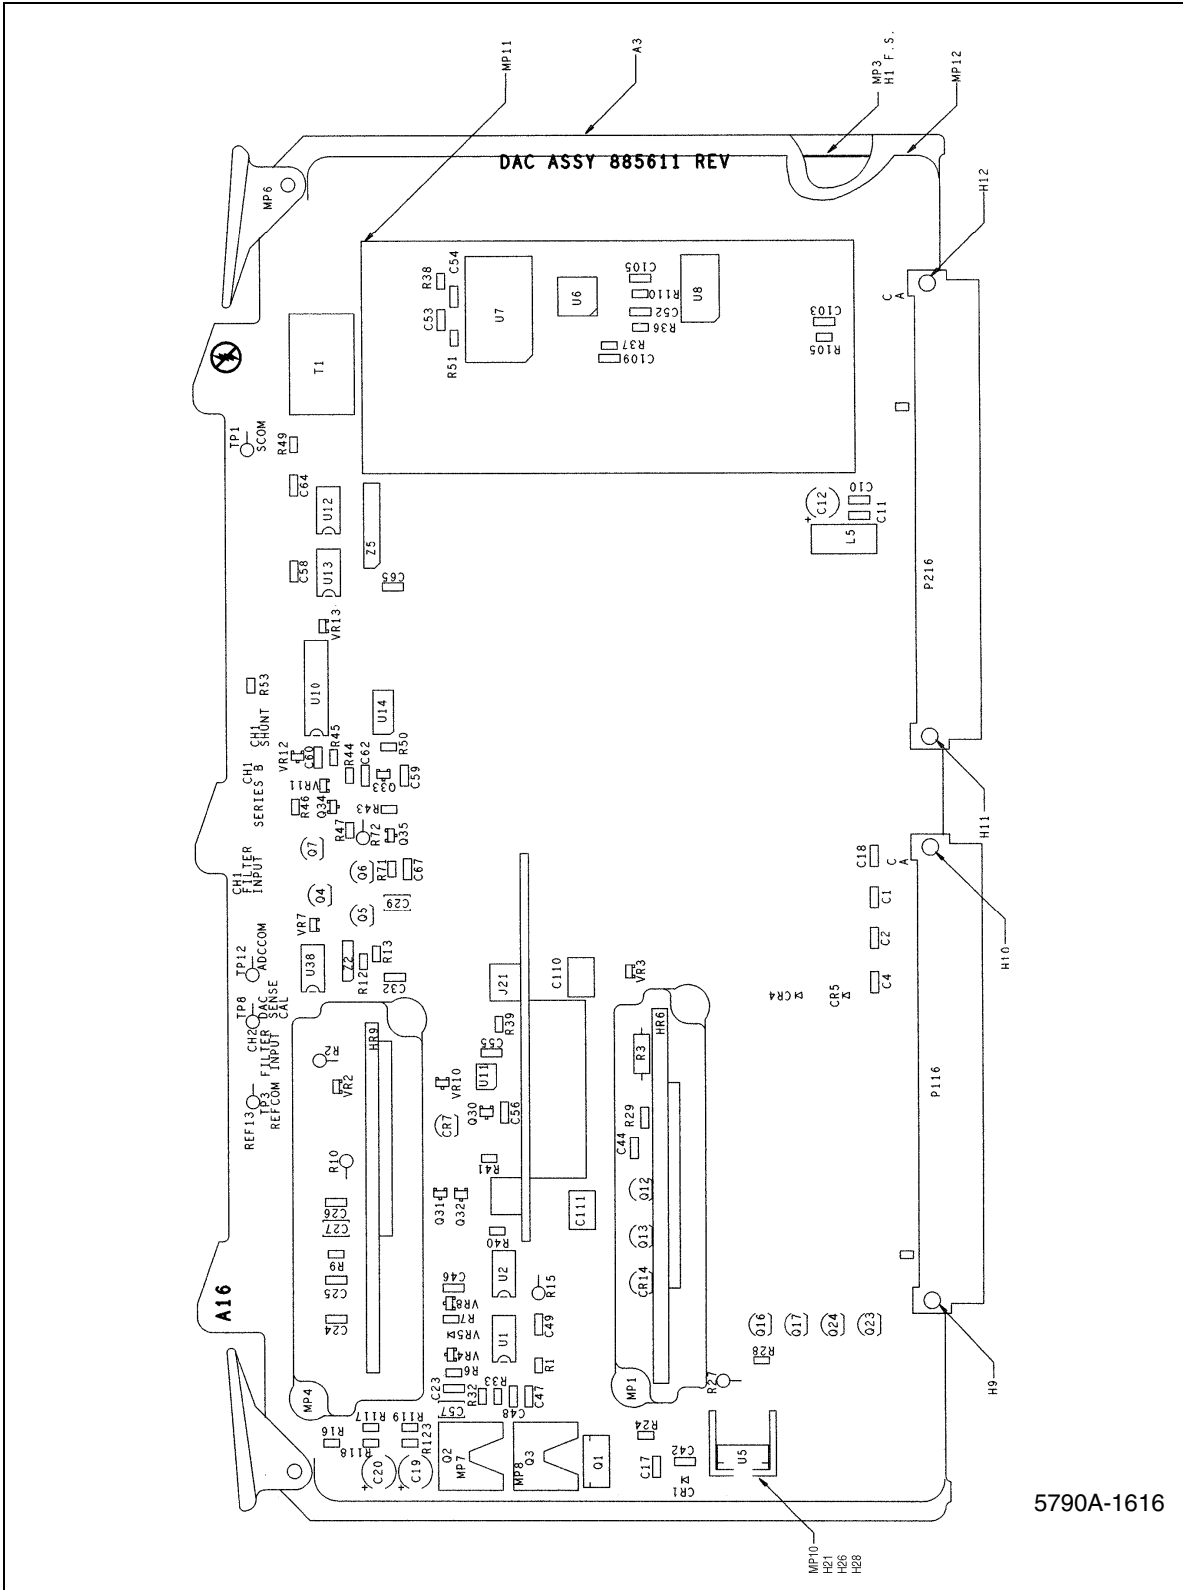 MP11
A3
MP3
H1 F.S.
MP12
DAC ASSY 885611 REV
H12
MP6
C54
R38
C53
R51
U7
U6
C105
R110
C52
R36
R37
C109
U8
C103
R105
C
A
T1
TP1
SCOM
R49
C64
U12
Z5
C58
U13
C65
C12
+
C10
C11
L5
P216
VR13
R53
U10
U14
CH1
SHUNT
VR12
C60
R45
R44
C62
R50
CH1
SERIES B
VR11
Q33
C59
R46
Q34
R43
R47
R72
Q35
H11
Q7
CH1
FILTER
INPUT
Q6
R71
C67
Q4
C29
Q5
VR7
C18
C
A
C1
C2
C4
H10
TP12
ADCCOM
U38
Z2
R13
R12
C32
J21
C110
VR3
CR4
CR5
TP8
DAC
SENSE
CAL
CH2
FILTER
INPUT
HR9
R39
HR6
R2
C55
R3
TP3
REFCOM
REF13
VR2
VR10
U11
P116
CR7
Q30
C56
R29
C44
R10
R41
Q12
C26
C27
Q31
Q32
C111
Q13
R9
R40
C25
C46
U2
R15
CR14
A16
C24
VR8
R7
VR5
VR4
R6
U1
C49
R1
Q16
Q17
Q24
Q23
R28
H9
MP4
C23
R32
R33
C48
C47
MP1
R27
C57
R16
R117
R118
R119
R123
Q2
MP7
MP8
Q3
Q1
R24
C42
C17
CR1
U5
C20
+
C19
+
MP10
H21
H26
H28
5790A-1616